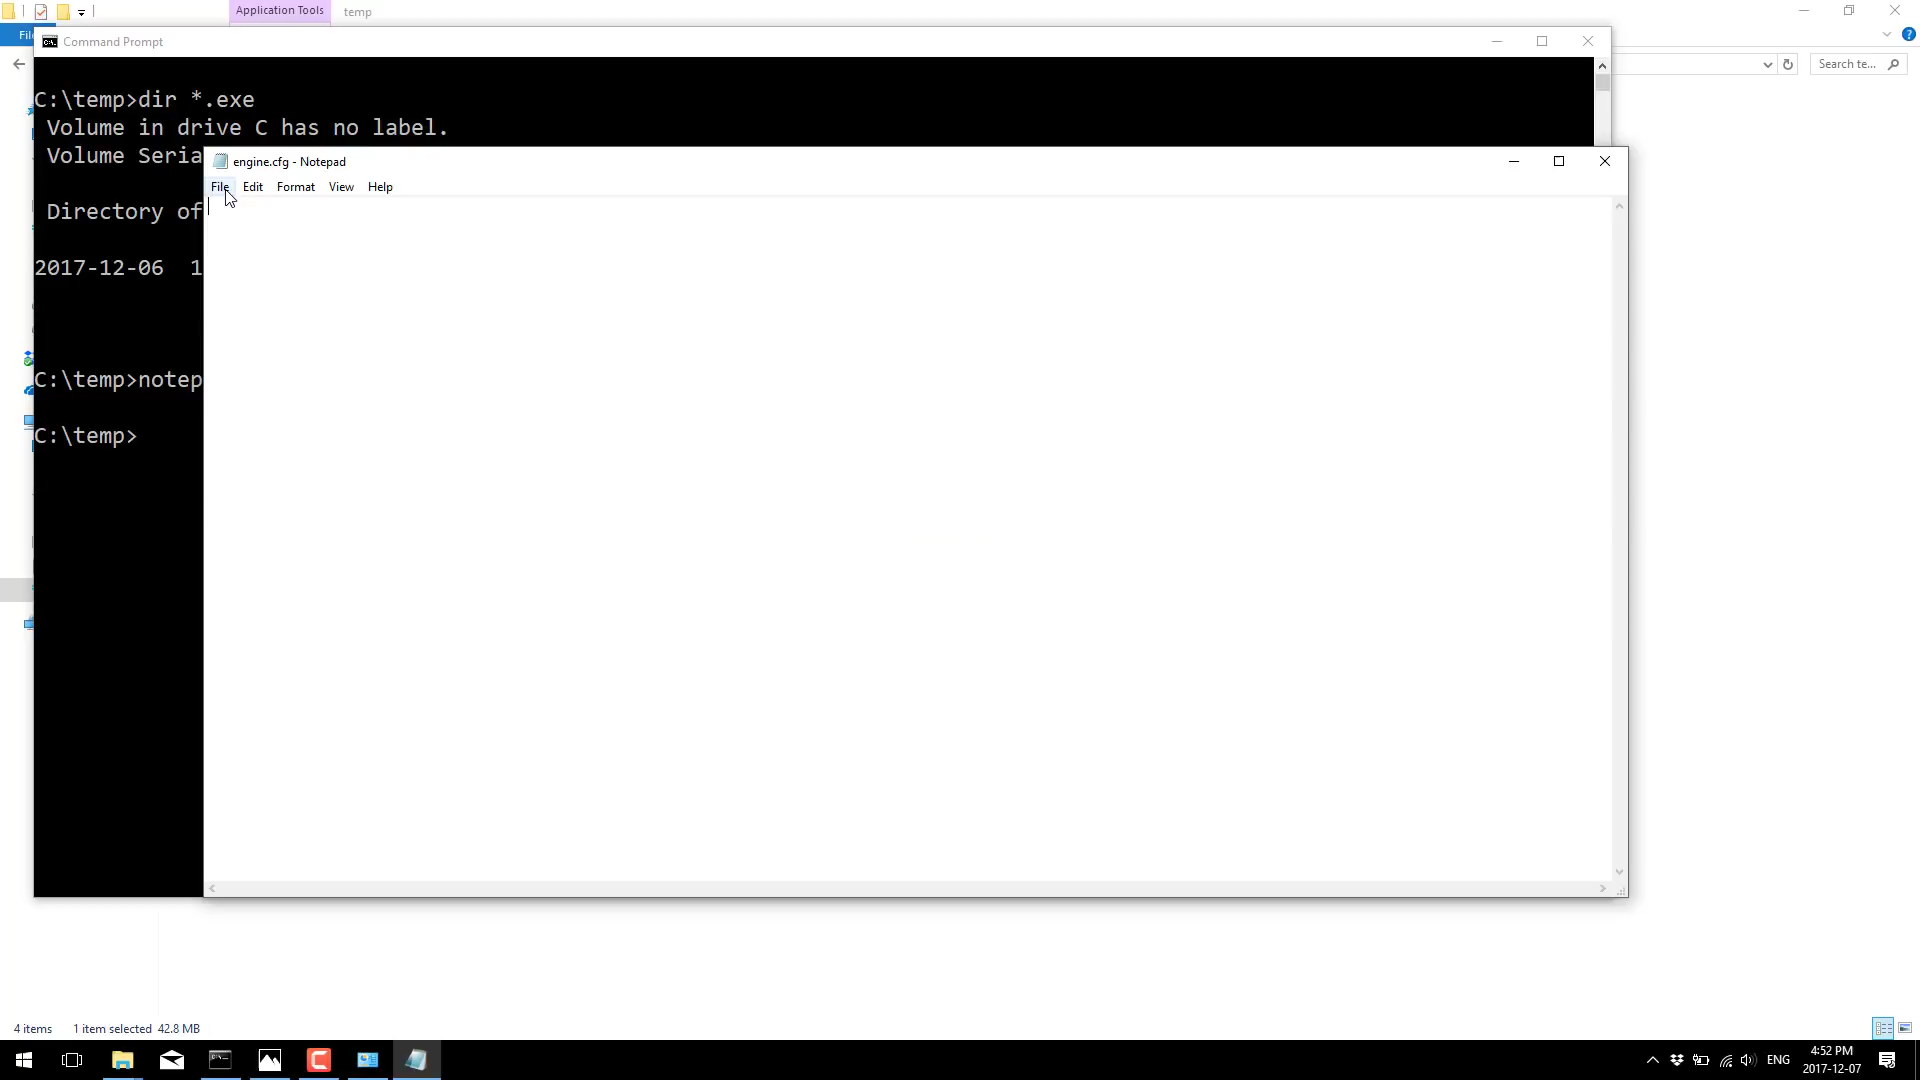 Application Tools
temp
Command Prompt
Search te...
C:\temp>dir *.exe
Volume in drive C has no label.
Volume Seria
engine.cfg - Notepad
File Edit Format View Help
Directory of
2017-12-06 1
C:\temp>notep
C:\temp>
4 items 1 item selected 42.8 MB
ENG
4:52 PM
2017-12-07